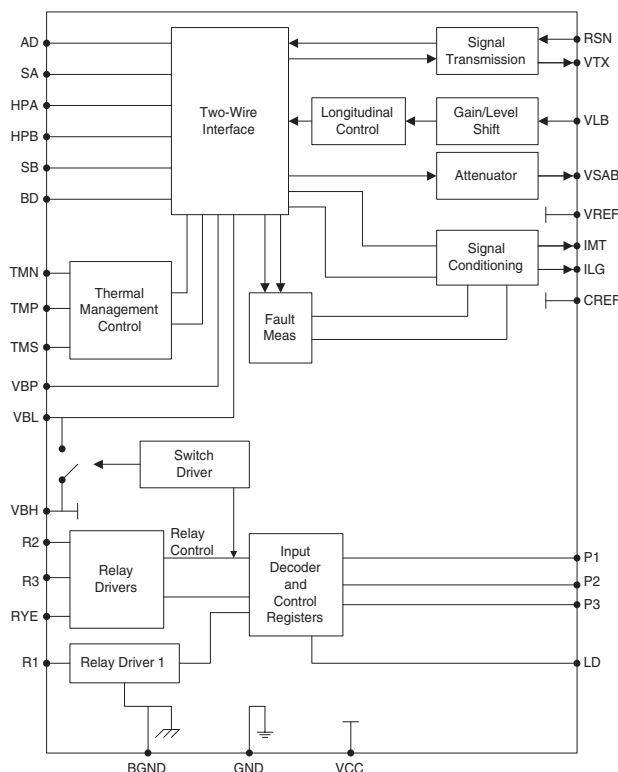 AD
SA
HPA
HPB
SB
BD
Two-Wire
Interface
Signal
Transmission
RSN
VTX
Longitudinal
Control
Gain/Level
Shift
VLB
Attenuator
VSAB
VREF
Signal
Conditioning
IMT
ILG
CREF
TMN
TMP
TMS
Thermal
Management
Control
Fault
Meas
VBP
VBL
Switch
Driver
VBH
R2
R3
RYE
Relay
Drivers
Relay
Control
Input
Decoder
and
Control
Registers
P1
P2
P3
R1
Relay Driver 1
LD
BGND
GND
VCC